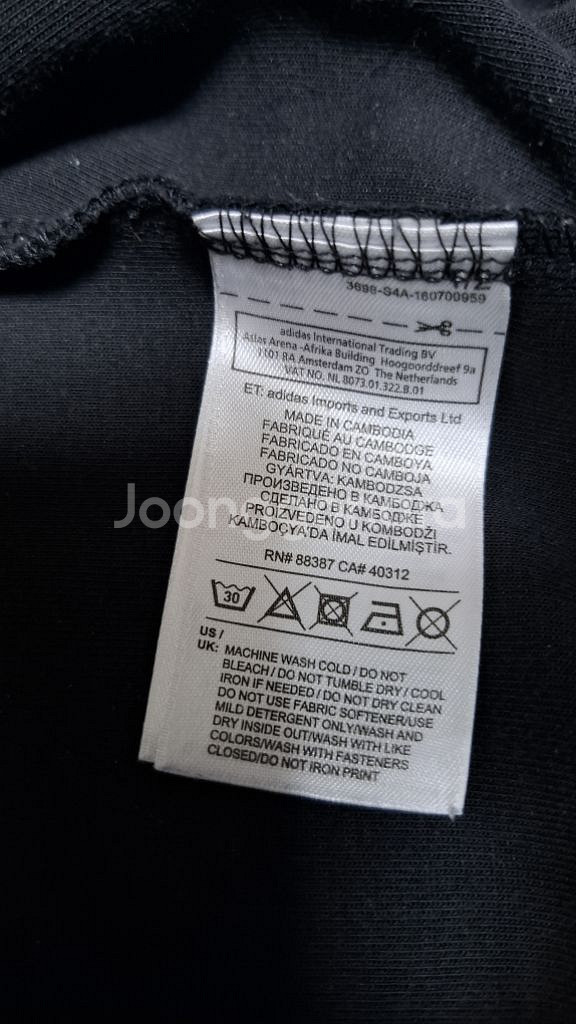 3698-S4A-160700959
adidas International Trading BV
Atlas Arena -Afrika Building Hoogoorddreef 9a
1101 RA Amsterdam ZO The Netherlands
VAT NO. NL 8073.01.322.B.01
ET: adidas Imports and Exports Ltd
MADE IN CAMBODIA
FABRIQUÉ AU CAMBODGE
FABRICADO EN CAMBOYA
FABRICADO NO CAMBOJA
GYÁRTVA: KAMBODZSA
ПРОИЗВЕДЕНО В КАМБОДЖА
СДЕЛАНО В КАМБОДЖЕ
PROIZVEDENO U KOMBODŽI
KAMBOÇYA'DA İMAL EDİLMİŞTİR.
RN# 88387 CA# 40312
30
US /
UK: MACHINE WASH COLD / DO NOT
BLEACH / DO NOT TUMBLE DRY / COOL
IRON IF NEEDED / DO NOT DRY CLEAN
DO NOT USE FABRIC SOFTENER/USE
MILD DETERGENT ONLY/WASH AND
DRY INSIDE OUT/WASH WITH LIKE
COLORS/WASH WITH FASTENERS
CLOSED/DO NOT IRON PRINT